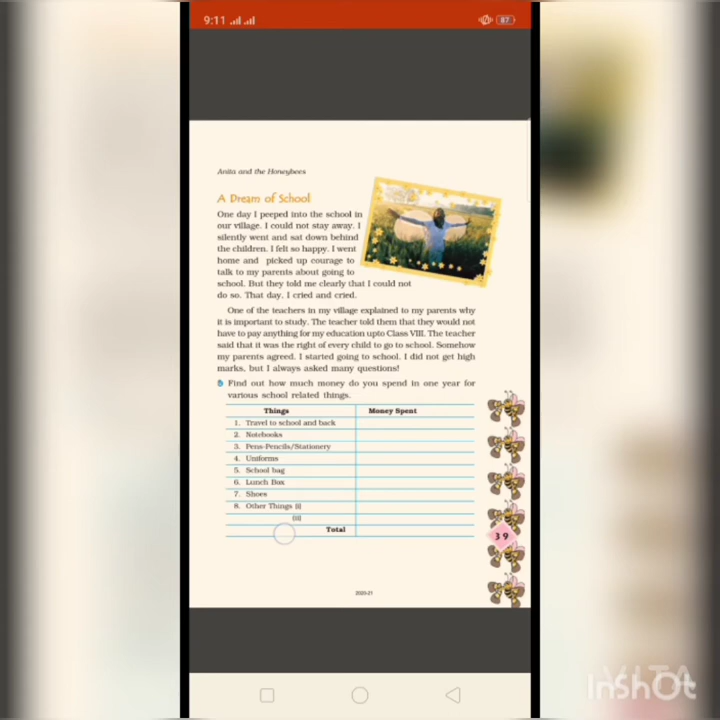 9:11
87
Anita and the Honeybees
A Dream of School
One day I peeped into the school in
our village. I could not stay away. I
silently went and sat down behind
the children. I felt so happy. I went
home and picked up courage to
talk to my parents about going to
school. But they told me clearly that I could not
do so. That day, I cried and cried.
One of the teachers in my village explained to my parents why
it is important to study. The teacher told them that they would not
have to pay anything for my education upto Class VIII. The teacher
said that it was the right of every child to go to school. Somehow
my parents agreed. I started going to school. I did not get high
marks, but I always asked many questions!
Find out how much money do you spend in one year for
various school related things.
Things Money Spent
1. Travel to school and back
2. Notebooks
3. Pens-Pencils/Stationery
4. Uniforms
5. School bag
6. Lunch Box
7. Shoes
8. Other Things (i)
(ii)
Total
39
2020-21
VITA
InShOt